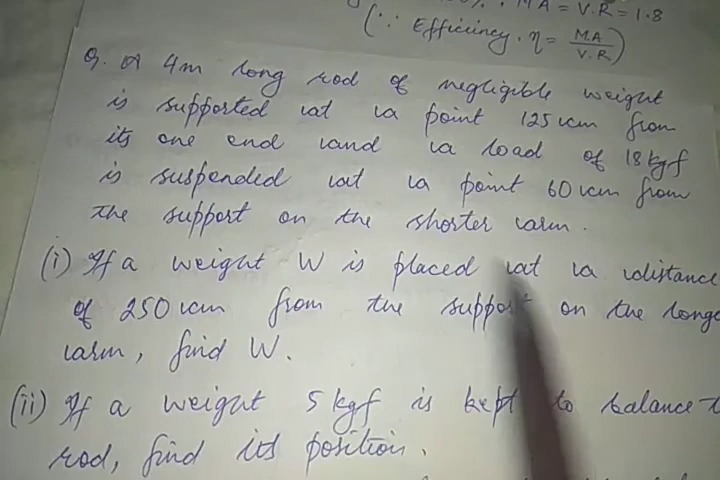 M A = V.R = 1.8
(∵ Efficiency, η = M.A / V.R)
Q. A 4m long rod of negligible weight
is supported at a point 125 cm from
its one end and a load of 18 kgf
is suspended at a point 60 cm from
the support on the shorter arm.
(i) If a weight W is placed at a distance
of 250 cm from the support on the longe
arm, find W.
(ii) If a weight 5 kgf is kept to balance t
rod, find its position.